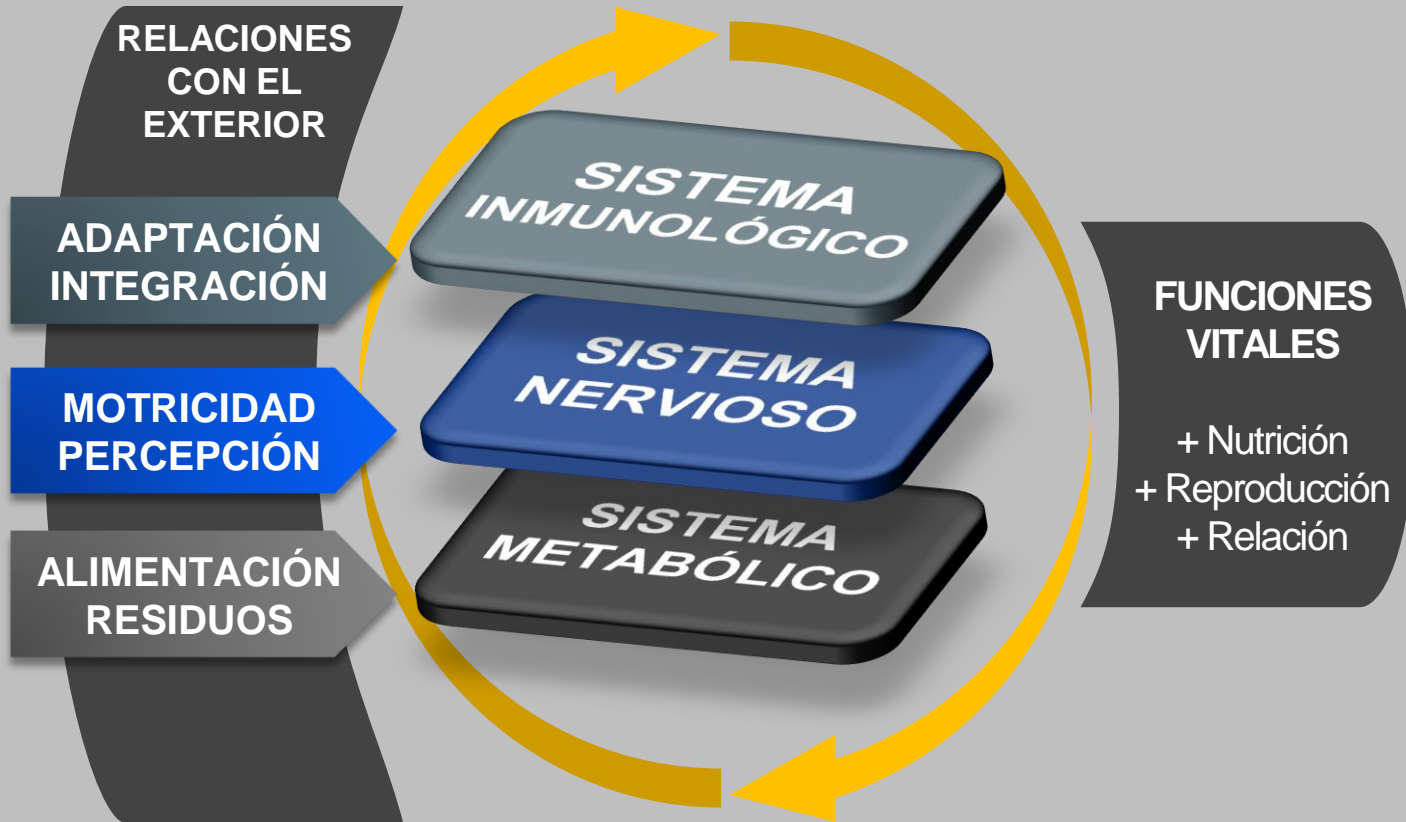 RELACIONES
CON EL
EXTERIOR
ADAPTACIÓN
INTEGRACIÓN
MOTRICIDAD
PERCEPCIÓN
ALIMENTACIÓN
RESIDUOS
SISTEMA
INMUNOLÓGICO
SISTEMA
NERVIOSO
SISTEMA
METABÓLICO
FUNCIONES
VITALES
+ Nutrición
+ Reproducción
+ Relación